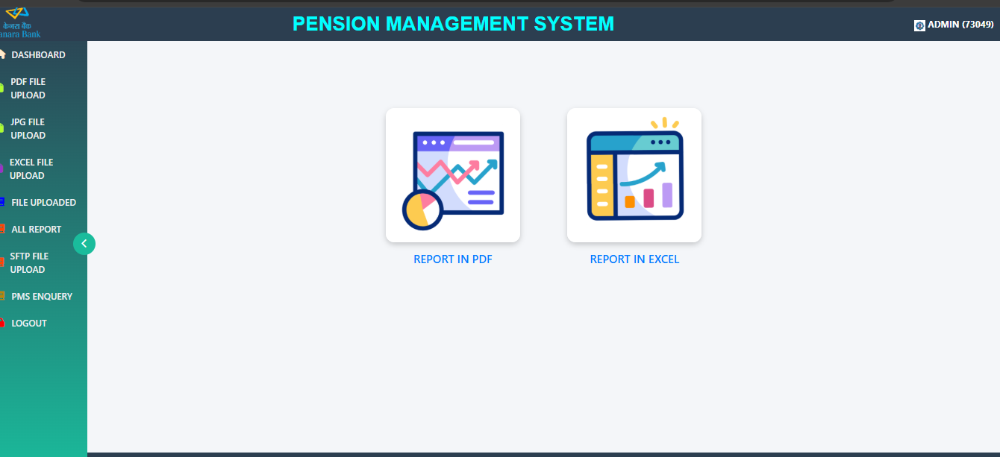 केनरा बैंक
anara Bank
PENSION MANAGEMENT SYSTEM
ADMIN (73049)
DASHBOARD
PDF FILE
UPLOAD
JPG FILE
UPLOAD
EXCEL FILE
UPLOAD
FILE UPLOADED
ALL REPORT
SFTP FILE
UPLOAD
PMS ENQUERY
LOGOUT
REPORT IN PDF
REPORT IN EXCEL